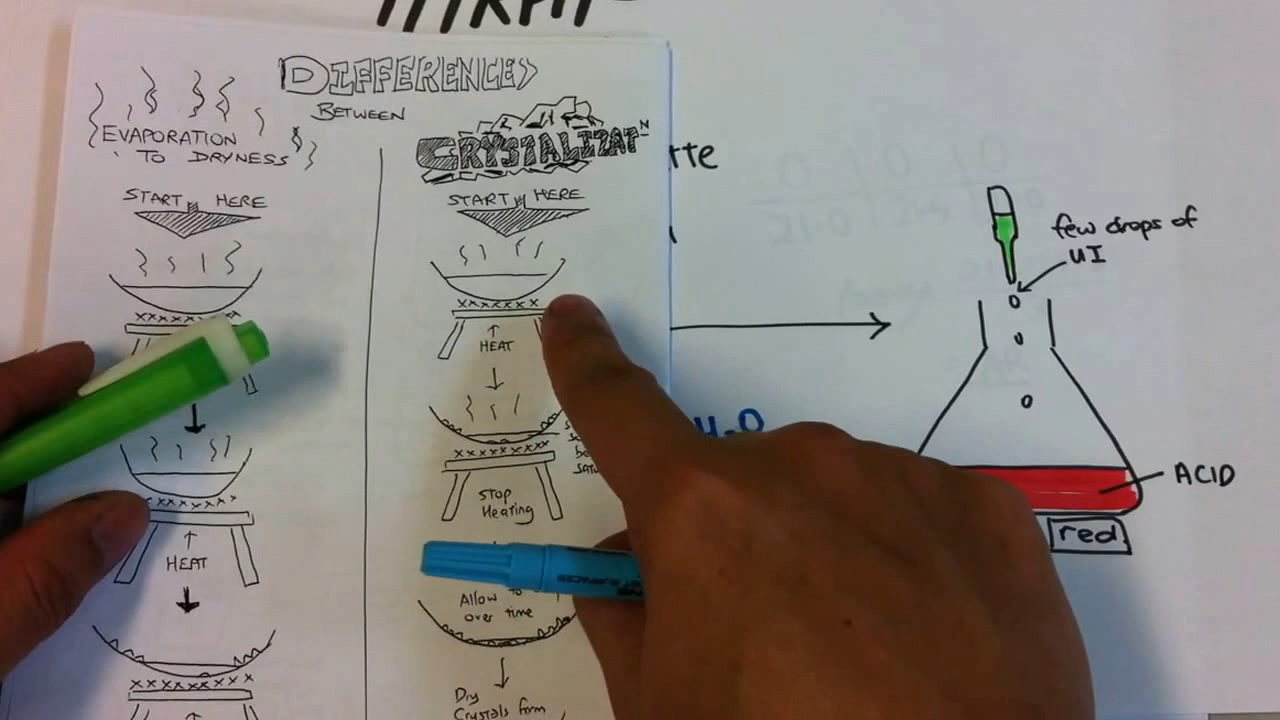 DIFFERENCES
BETWEEN
EVAPORATION
TO DRYNESS
CRYSTALIZATN
START HERE
START HERE
HEAT
HEAT
STOP
Heating
Allow to
over time
Dry
Crystals form
few drops of
UI
ACID
red